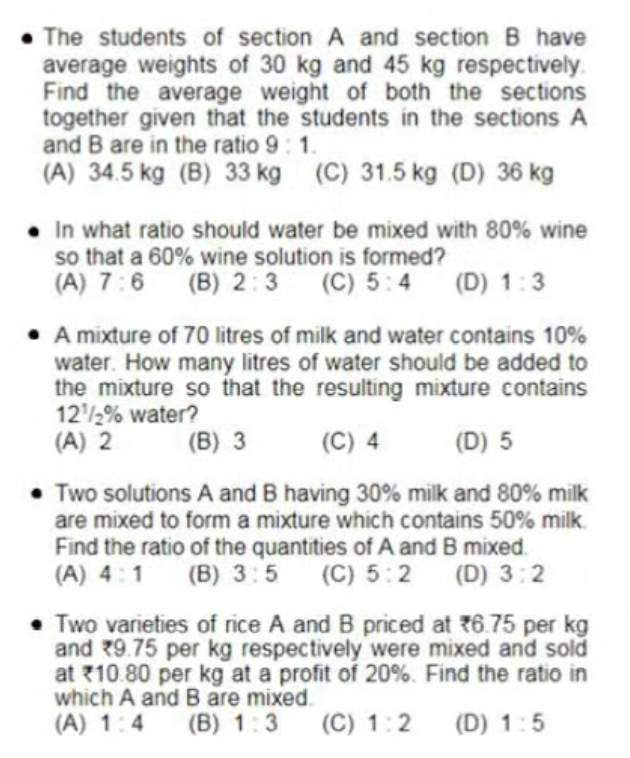 • The students of section A and section B have
average weights of 30 kg and 45 kg respectively.
Find the average weight of both the sections
together given that the students in the sections A
and B are in the ratio 9 : 1.
(A) 34.5 kg (B) 33 kg (C) 31.5 kg (D) 36 kg
• In what ratio should water be mixed with 80% wine
so that a 60% wine solution is formed?
(A) 7 : 6 (B) 2 : 3 (C) 5 : 4 (D) 1 : 3
• A mixture of 70 litres of milk and water contains 10%
water. How many litres of water should be added to
the mixture so that the resulting mixture contains
12¹/₂% water?
(A) 2 (B) 3 (C) 4 (D) 5
• Two solutions A and B having 30% milk and 80% milk
are mixed to form a mixture which contains 50% milk.
Find the ratio of the quantities of A and B mixed.
(A) 4 : 1 (B) 3 : 5 (C) 5 : 2 (D) 3 : 2
• Two varieties of rice A and B priced at ₹6.75 per kg
and ₹9.75 per kg respectively were mixed and sold
at ₹10.80 per kg at a profit of 20%. Find the ratio in
which A and B are mixed.
(A) 1 : 4 (B) 1 : 3 (C) 1 : 2 (D) 1 : 5